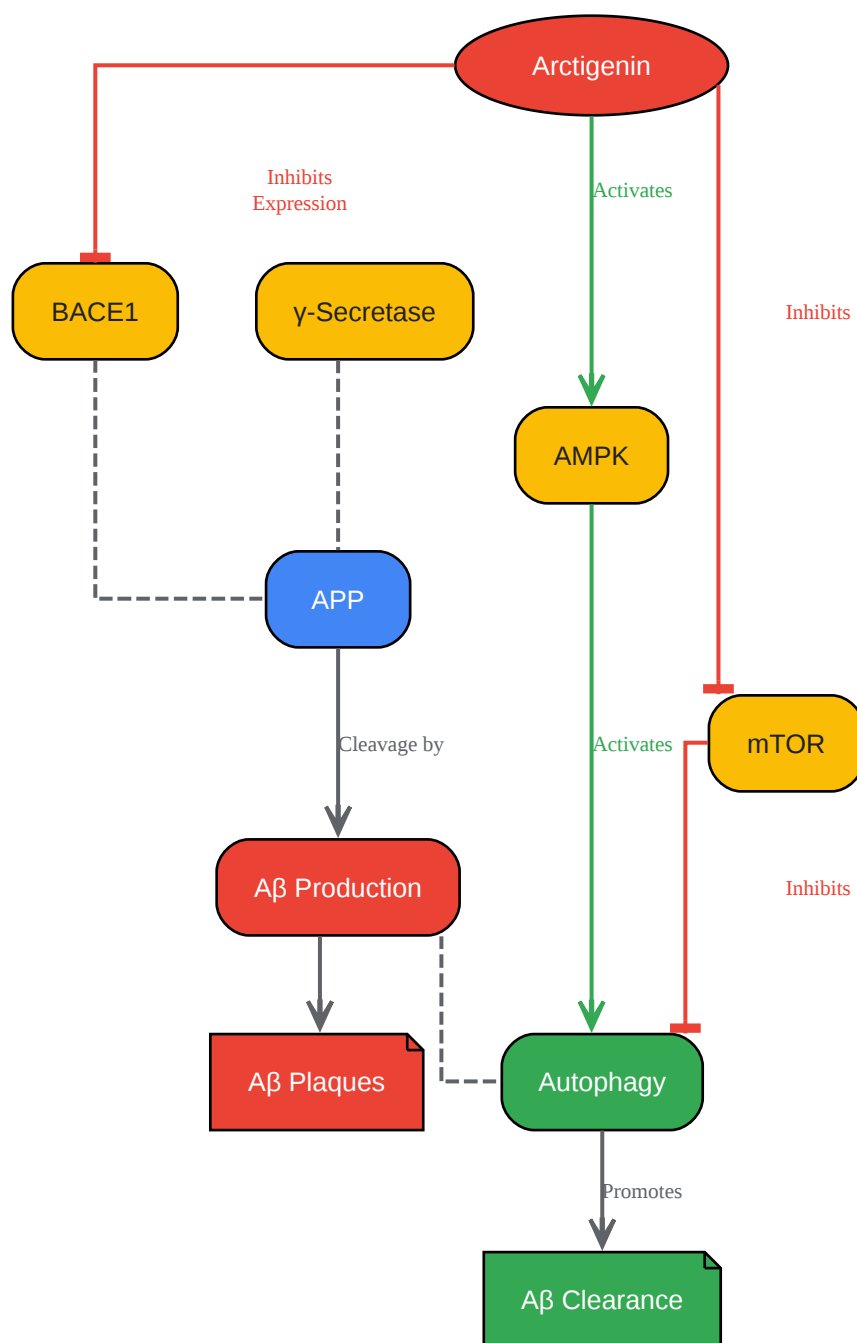 Arctigenin
Inhibits
Expression
Activates
BACE1
γ-Secretase
Inhibits
AMPK
APP
Cleavage by
Activates
mTOR
Aβ Production
Inhibits
Aβ Plaques
Autophagy
Promotes
Aβ Clearance